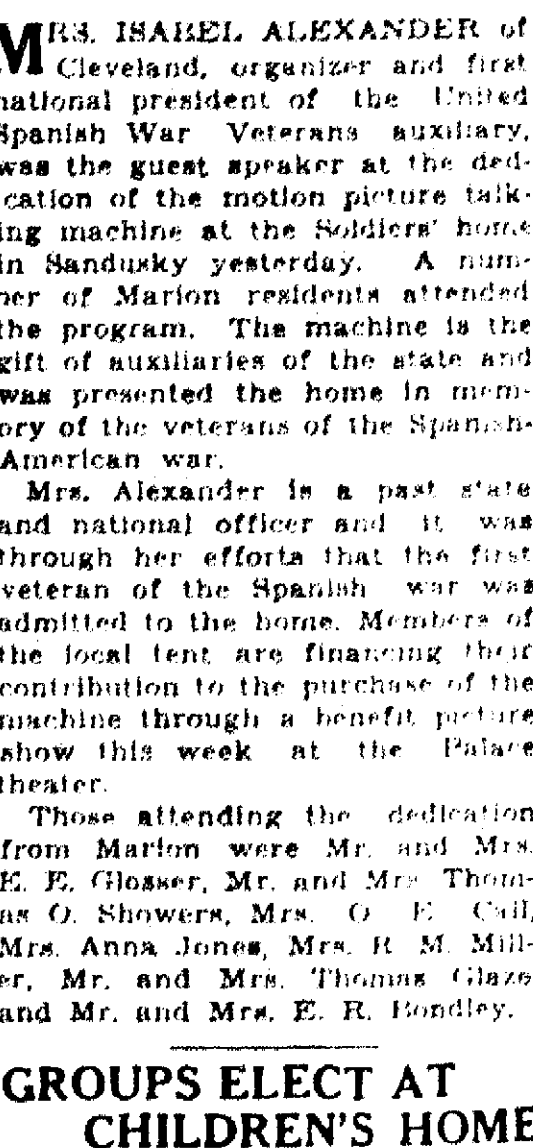 MRS. ISABEL ALEXANDER of
Cleveland, organizer and first
national president of the United
Spanish War Veterans auxiliary,
was the guest speaker at the ded-
ication of the motion picture talk-
ing machine at the Soldiers' home
in Sandusky yesterday. A num-
ber of Marion residents attended
the program. The machine is the
gift of auxiliaries of the state and
was presented the home in mem-
ory of the veterans of the Spanish-
American war.
Mrs. Alexander is a past state
and national officer and it was
through her efforts that the first
veteran of the Spanish war was
admitted to the home. Members of
the local tent are financing their
contribution to the purchase of the
machine through a benefit picture
show this week at the Palace
theater.
Those attending the dedication
from Marion were Mr. and Mrs.
E. E. Glosser, Mr. and Mrs Thom-
as O. Showers, Mrs. O E Call,
Mrs. Anna Jones, Mrs. R M. Mill-
er, Mr. and Mrs. Thomas Glaze
and Mr. and Mrs. E. R. Bondley.
GROUPS ELECT AT
CHILDREN'S HOME